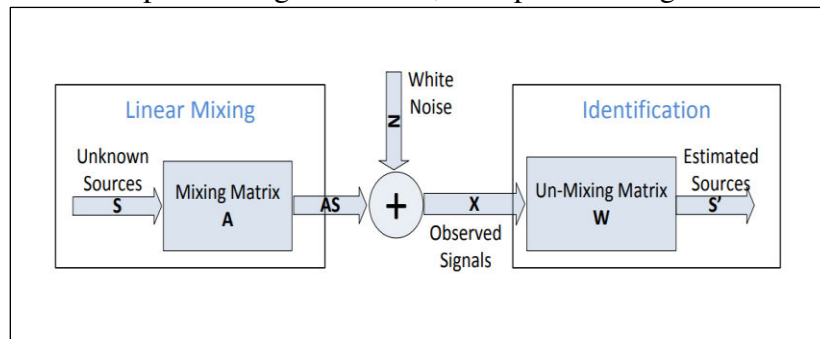 Linear Mixing
Unknown
Sources
S
Mixing Matrix
A
AS
N
White
Noise
+
X
Observed
Signals
Identification
Un-Mixing Matrix
W
Estimated
Sources
S'